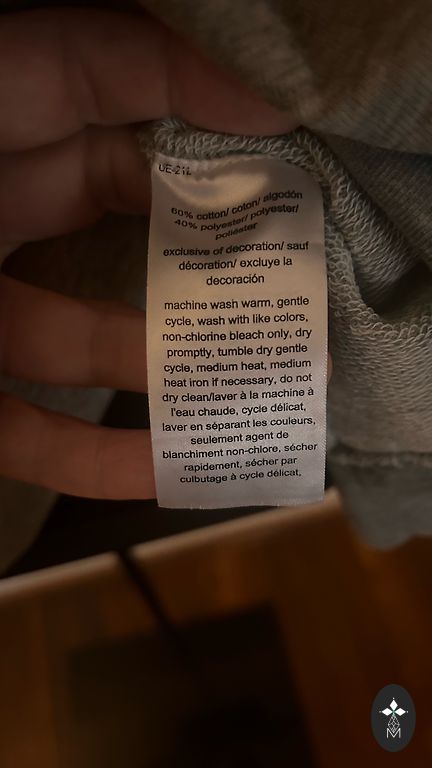 60% cotton/ coton/ algodón
40% polyester/ polyester/
poliéster
exclusive of decoration/ sauf
décoration/ excluye la
decoración
machine wash warm, gentle
cycle, wash with like colors,
non-chlorine bleach only, dry
promptly, tumble dry gentle
cycle, medium heat, medium
heat iron if necessary, do not
dry clean/laver à la machine à
l'eau chaude, cycle délicat,
laver en séparant les couleurs,
seulement agent de
blanchiment non-chlore, sécher
rapidement, sécher par
culbutage à cycle délicat,
M